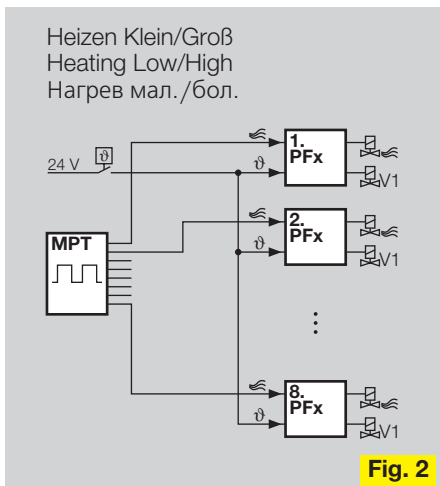 Heizen Klein/Groß
Heating Low/High
Нагрев мал./бол.
24 V ϑ
ϑ
1.
PFx
V1
MPT
2.
PFx
ϑ
V1
8.
PFx
ϑ
V1
Fig. 2